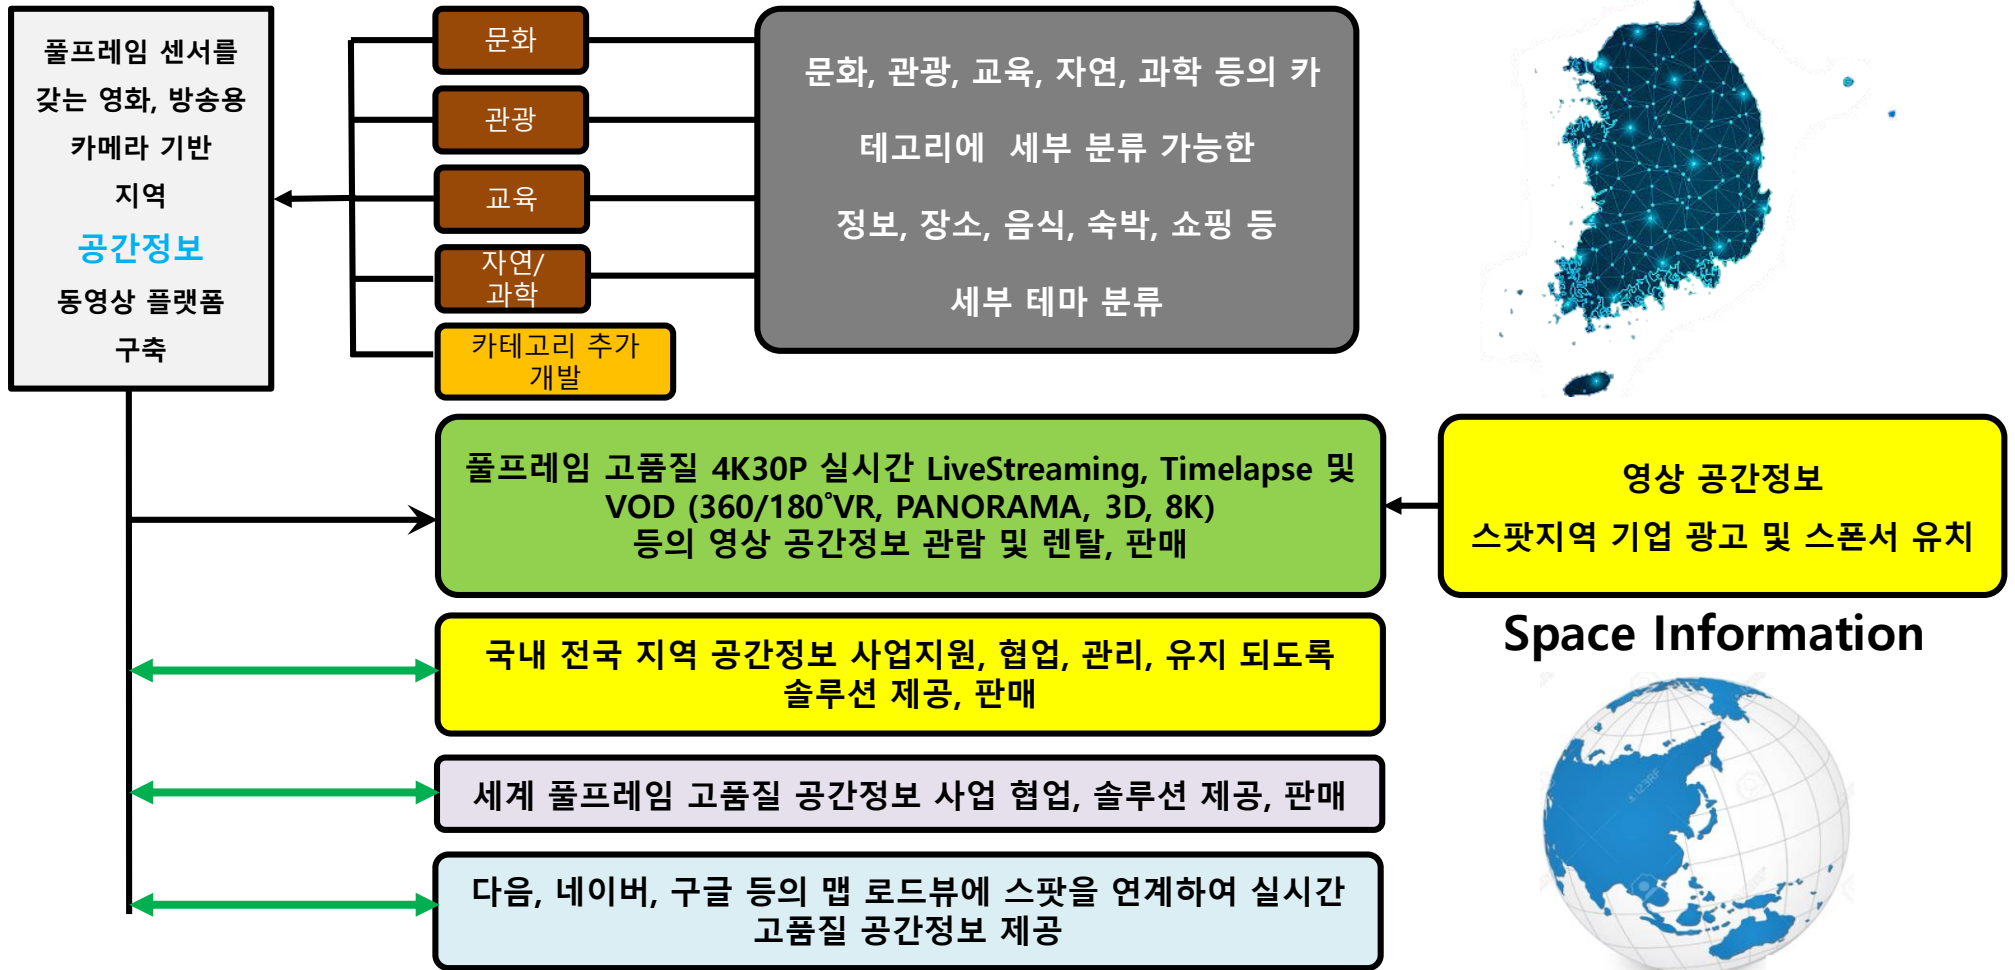 풀프레임 센서를
갖는 영화, 방송용
카메라 기반
지역
공간정보
동영상 플랫폼
구축
문화
관광
교육
자연/
과학
카테고리 추가
개발
문화, 관광, 교육, 자연, 과학 등의 카
테고리에 세부 분류 가능한
정보, 장소, 음식, 숙박, 쇼핑 등
세부 테마 분류
풀프레임 고품질 4K30P 실시간 LiveStreaming, Timelapse 및
VOD (360/180˚VR, PANORAMA, 3D, 8K)
등의 영상 공간정보 관람 및 렌탈, 판매
영상 공간정보
스팟지역 기업 광고 및 스폰서 유치
국내 전국 지역 공간정보 사업지원, 협업, 관리, 유지 되도록
솔루션 제공, 판매
Space Information
세계 풀프레임 고품질 공간정보 사업 협업, 솔루션 제공, 판매
다음, 네이버, 구글 등의 맵 로드뷰에 스팟을 연계하여 실시간
고품질 공간정보 제공
123RF